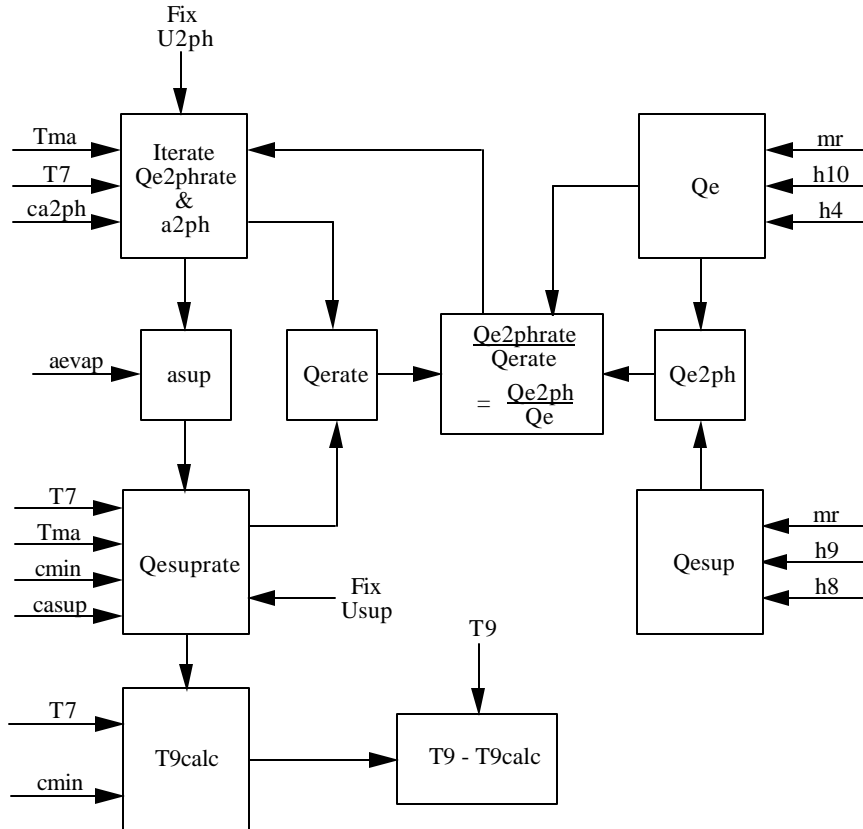 Fix
U2ph
Tma
T7
ca2ph
Iterate
Qe2phrate
&
a2ph
Qe
mr
h10
h4
aevap
asup
Qerate
Qe2phrate
Qerate
= Qe2ph
Qe
Qe2ph
T7
Tma
cmin
casup
Qesuprate
Fix
Usup
Qesup
mr
h9
h8
T9
T7
cmin
T9calc
T9 - T9calc